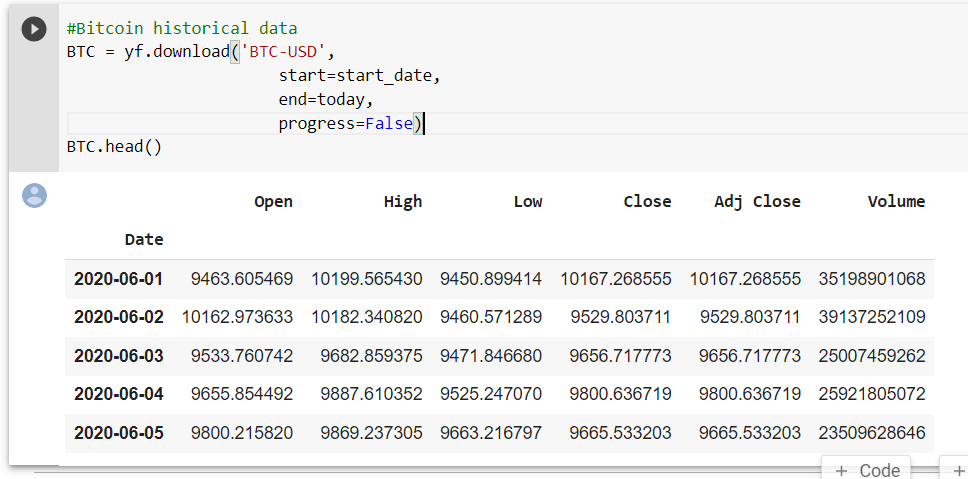 #Bitcoin historical data
BTC = yf.download('BTC-USD',
start=start_date,
end=today,
progress=False)
BTC.head()
Open High Low Close Adj Close Volume
Date
2020-06-01 9463.605469 10199.565430 9450.899414 10167.268555 10167.268555 35198901068
2020-06-02 10162.973633 10182.340820 9460.571289 9529.803711 9529.803711 39137252109
2020-06-03 9533.760742 9682.859375 9471.846680 9656.717773 9656.717773 25007459262
2020-06-04 9655.854492 9887.610352 9525.247070 9800.636719 9800.636719 25921805072
2020-06-05 9800.215820 9869.237305 9663.216797 9665.533203 9665.533203 23509628646
+ Code +